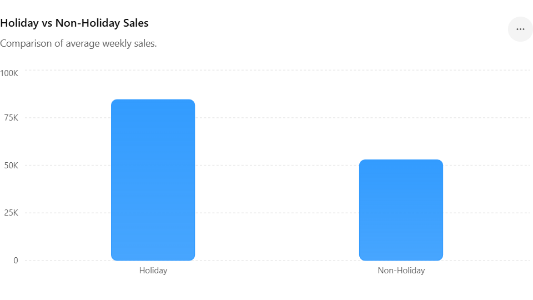 Holiday vs Non-Holiday Sales
Comparison of average weekly sales.
100K
75K
50K
25K
0
Holiday
Non-Holiday